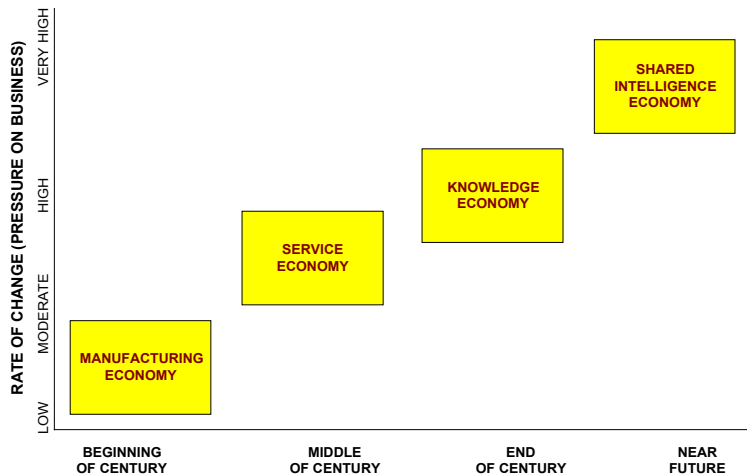 RATE OF CHANGE (PRESSURE ON BUSINESS)
VERY HIGH
HIGH
MODERATE
LOW
SHARED
INTELLIGENCE
ECONOMY
KNOWLEDGE
ECONOMY
SERVICE
ECONOMY
MANUFACTURING
ECONOMY
BEGINNING
OF CENTURY
MIDDLE
OF CENTURY
END
OF CENTURY
NEAR
FUTURE